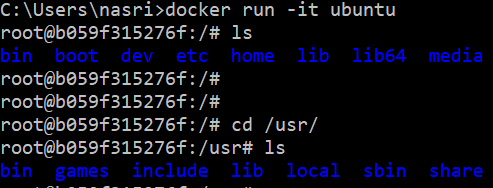 C:\Users\nasri>docker run -it ubuntu
root@b059f315276f:/# ls
bin boot dev etc home lib lib64 media
root@b059f315276f:/#
root@b059f315276f:/#
root@b059f315276f:/# cd /usr/
root@b059f315276f:/usr# ls
bin games include lib local sbin share